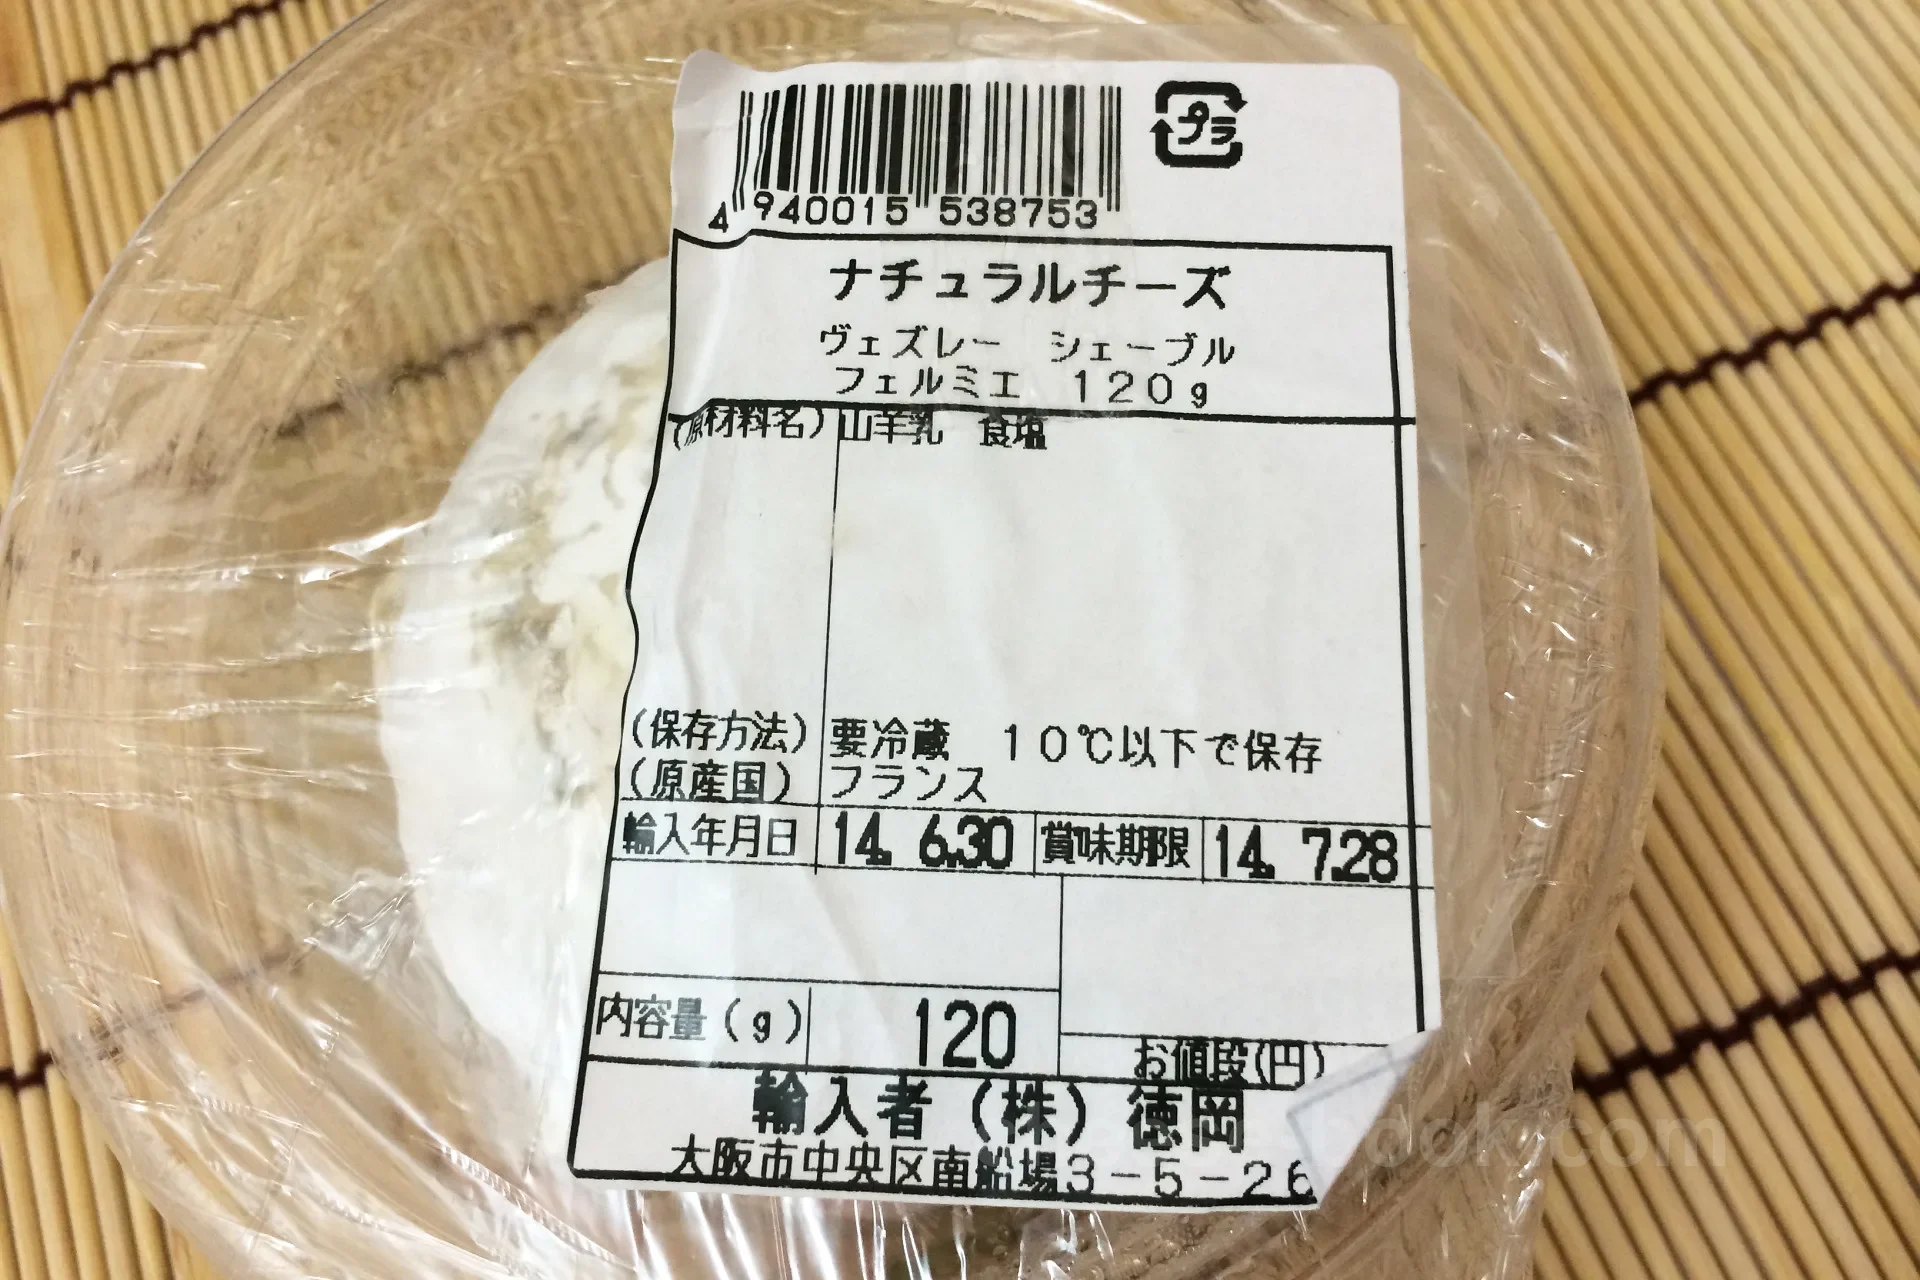 プラ
4 940015 538753
ナチュラルチーズ
ヴェズレー シェーブル
フェルミエ 120g
(原材料名) 山羊乳 食塩
(保存方法) 要冷蔵 10℃以下で保存
(原産国) フランス
輸入年月日 14. 6.30 賞味期限 14. 7.28
内容量(g) 120
お値段(円)
輸入者 (株) 徳岡
大阪市中央区南船場3-5-26
book.com